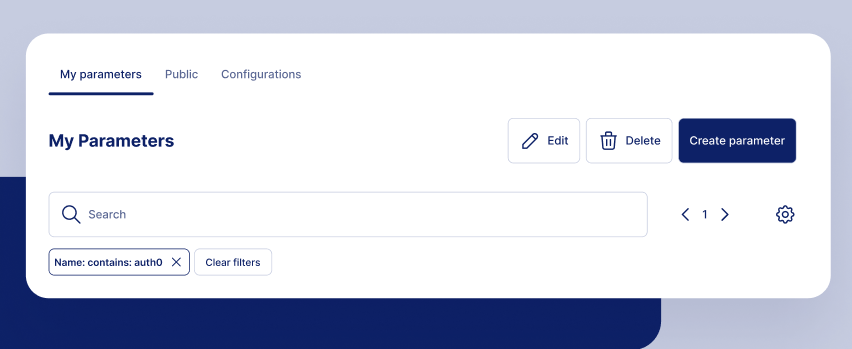 My parameters Public Configurations
My Parameters Edit Delete Create parameter
Search 1
Name: contains: auth0 Clear filters